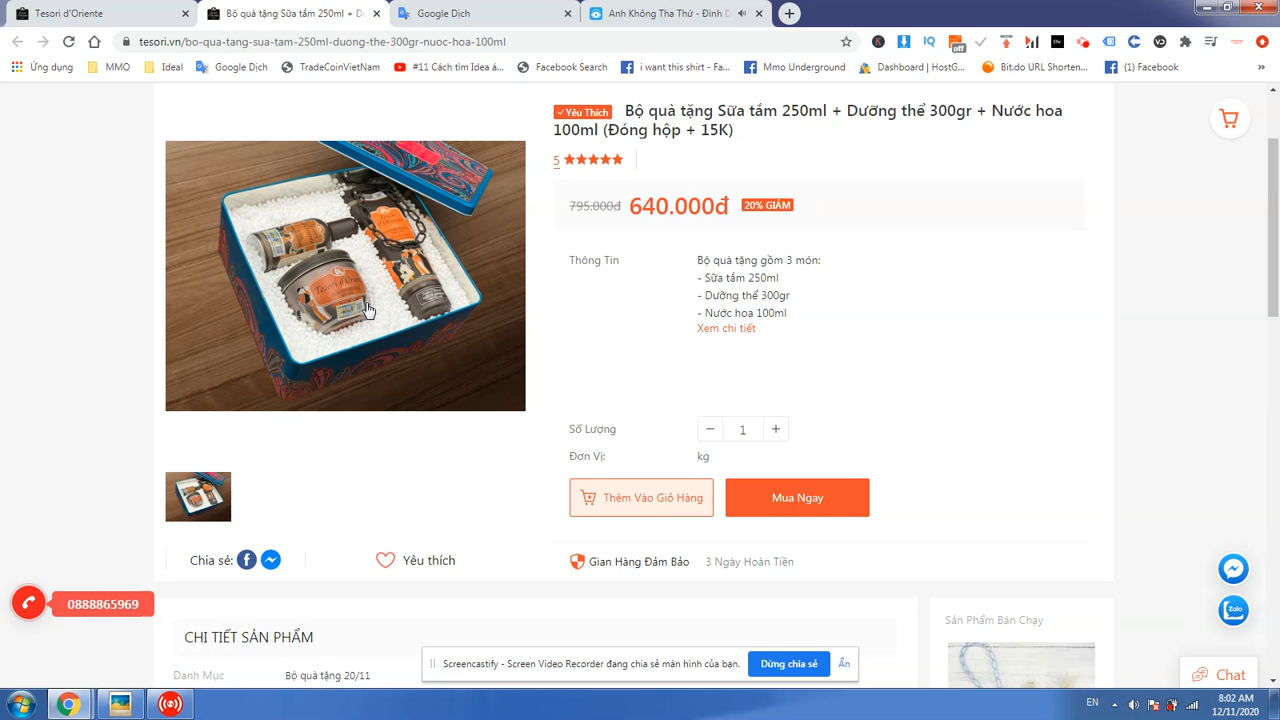 Tesori d'Oriente
Bộ quà tặng Sữa tắm 250ml + Dư
Google Dịch
Anh Không Tha Thứ - Đình D
tesori.vn/bo-qua-tang-sua-tam-250ml-duong-the-300gr-nuoc-hoa-100ml
Ứng dụng
MMO
Ideal
Google Dịch
TradeCoinVietNam
#11 Cách tìm Idea á...
Facebook Search
i want this shirt - Fa...
Mmo Underground
Dashboard | HostG...
Bit.do URL Shorten...
(1) Facebook
»
Yêu Thích
Bộ quà tặng Sữa tắm 250ml + Dưỡng thể 300gr + Nước hoa
100ml (Đóng hộp + 15K)
5
795.000đ 640.000đ 20% GIẢM
Thông Tin
Bộ quà tặng gồm 3 món:
- Sữa tắm 250ml
- Dưỡng thể 300gr
- Nước hoa 100ml
Xem chi tiết
Số Lượng
1
Đơn Vị:
kg
Thêm Vào Giỏ Hàng
Mua Ngay
Chia sẻ:
Yêu thích
Gian Hàng Đảm Bảo
3 Ngày Hoàn Tiền
0888865969
Zalo
CHI TIẾT SẢN PHẨM
Danh Mục
Bộ quà tặng 20/11
Sản Phẩm Bán Chạy
Screencastify - Screen Video Recorder đang chia sẻ màn hình của bạn.
Dừng chia sẻ
Ẩn
Chat
EN
8:02 AM
12/11/2020